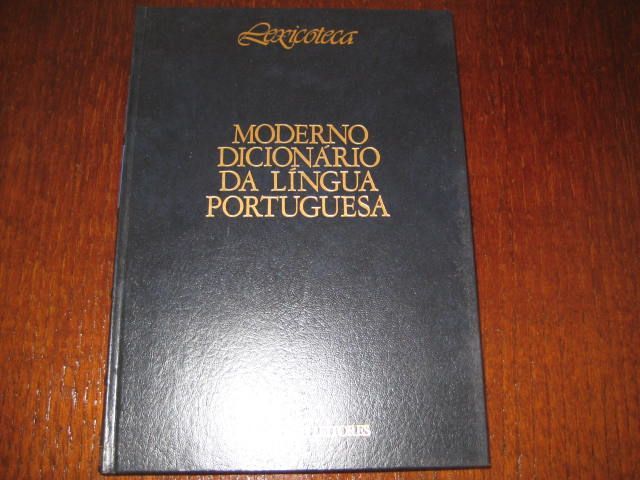 Lexicoteca
MODERNO
DICIONÁRIO
DA LÍNGUA
PORTUGUESA